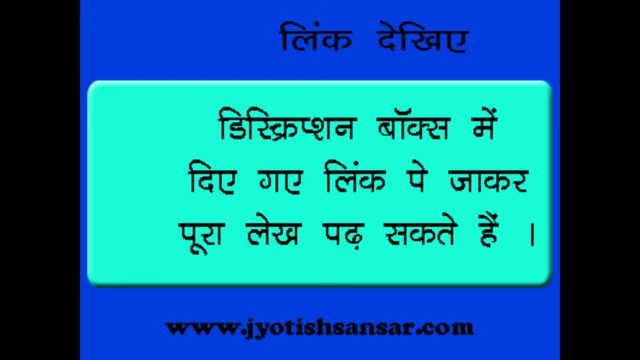 लिंक देखिए
डिस्क्रिप्शन बॉक्स में
दिए गए लिंक पे जाकर
पूरा लेख पढ़ सकते हैं ।
www.jyotishsansar.com